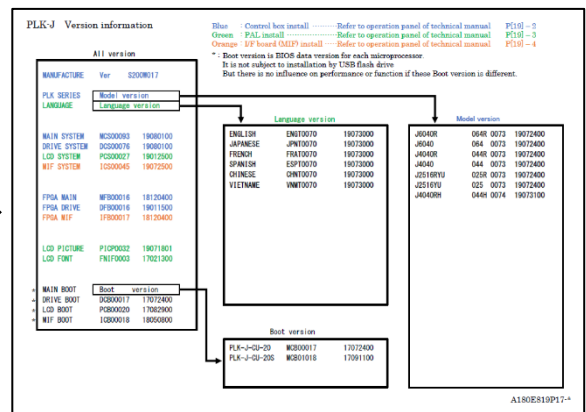 PLK-J Version information
Blue : Control box install ·········Refer to operation panel of technical manual P[19] – 2
Green : PAL install ··················Refer to operation panel of technical manual P[19] – 3
Orange I/F board (MIF) install ·····Refer to operation panel of technical manual P[19] – 4
* : Boot version is BIOS data version for each microprocessor.
It is not subject to installation by USB flash drive
But there is no influence on performance or function if these Boot version is different.
All version
MANUFACTURE Ver S200W017
PLK SERIES Model version
LANGUAGE Language version
MAIN SYSTEM MCS00093 19080100
DRIVE SYSTEM DCS00076 19080100
LCD SYSTEM PCS00027 19012500
MIF SYSTEM ICS00045 19072500
FPGA MAIN MFB00016 18120400
FPGA DRIVE DFB00016 19011500
FPGA MIF IFB00017 18120400
LCD PICTURE PICP0032 19071801
LCD FONT FNIF0003 17021300
* MAIN BOOT Boot version
* DRIVE BOOT DCB00017 17072400
* LCD BOOT PCB00020 17082900
* MIF BOOT ICB00018 18050800
Language version
ENGLISH ENGT0070 19073000
JAPANESE JPNT0070 19073000
FRENCH FRAT0070 19073000
SPANISH ESPT0070 19073000
CHINESE CHNT0070 19073000
VIETNAME VNMT0070 19073000
Model version
J6040R 064R 0073 19072400
J6040 064 0073 19072400
J4040R 044R 0073 19072400
J4040 044 0073 19072400
J2516RYU 025R 0073 19072400
J2516YU 025 0073 19072400
J4040RH 044H 0074 19073100
Boot version
PLK-J-CU-20 MCB00017 17072400
PLK-J-CU-20S MCB01018 17091100
A180E819P17-*